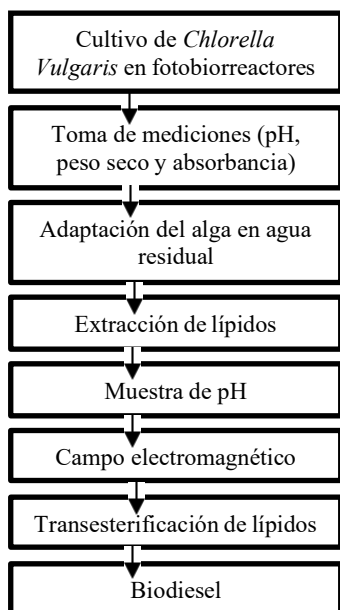 Cultivo de Chlorella
Vulgaris en fotobiorreactores
Toma de mediciones (pH,
peso seco y absorbancia)
Adaptación del alga en agua
residual
Extracción de lípidos
Muestra de pH
Campo electromagnético
Transesterificación de lípidos
Biodiesel